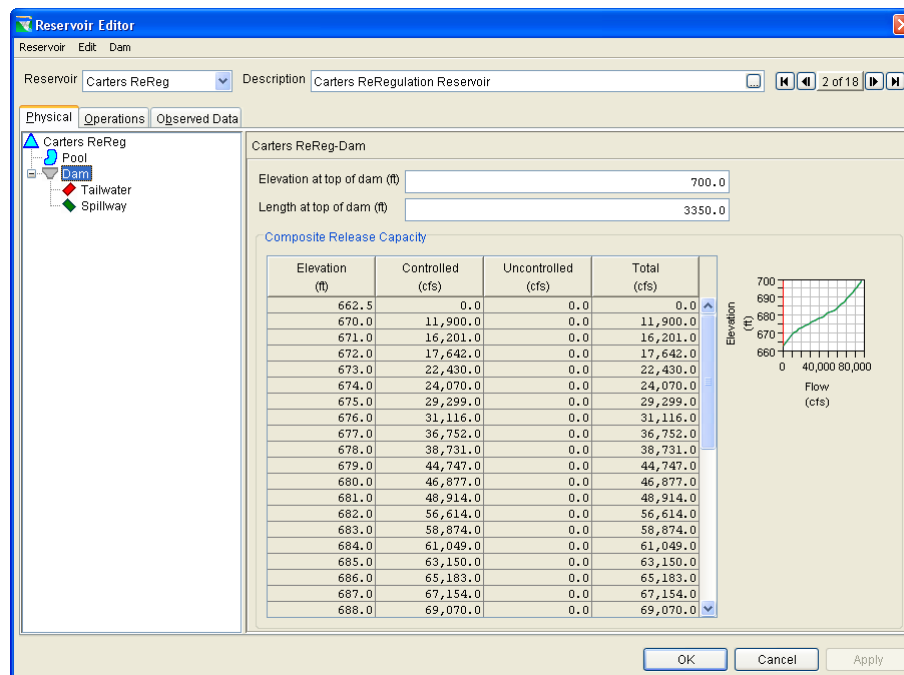 Reservoir Editor
Reservoir Edit Dam
Reservoir Carters ReReg Description Carters ReRegulation Reservoir ... 2 of 18
Physical Operations Observed Data
Carters ReReg
Pool
Dam
Tailwater
Spillway
Carters ReReg-Dam
Elevation at top of dam (ft) 700.0
Length at top of dam (ft) 3350.0
Composite Release Capacity
Elevation Controlled Uncontrolled Total
(ft) (cfs) (cfs) (cfs)
662.5 0.0 0.0 0.0
670.0 11,900.0 0.0 11,900.0
671.0 16,201.0 0.0 16,201.0
672.0 17,642.0 0.0 17,642.0
673.0 22,430.0 0.0 22,430.0
674.0 24,070.0 0.0 24,070.0
675.0 29,299.0 0.0 29,299.0
676.0 31,116.0 0.0 31,116.0
677.0 36,752.0 0.0 36,752.0
678.0 38,731.0 0.0 38,731.0
679.0 44,747.0 0.0 44,747.0
680.0 46,877.0 0.0 46,877.0
681.0 48,914.0 0.0 48,914.0
682.0 56,614.0 0.0 56,614.0
683.0 58,874.0 0.0 58,874.0
684.0 61,049.0 0.0 61,049.0
685.0 63,150.0 0.0 63,150.0
686.0 65,183.0 0.0 65,183.0
687.0 67,154.0 0.0 67,154.0
688.0 69,070.0 0.0 69,070.0
Elevation
(ft)
700
690
680
670
660
0 40,000 80,000
Flow
(cfs)
OK Cancel Apply